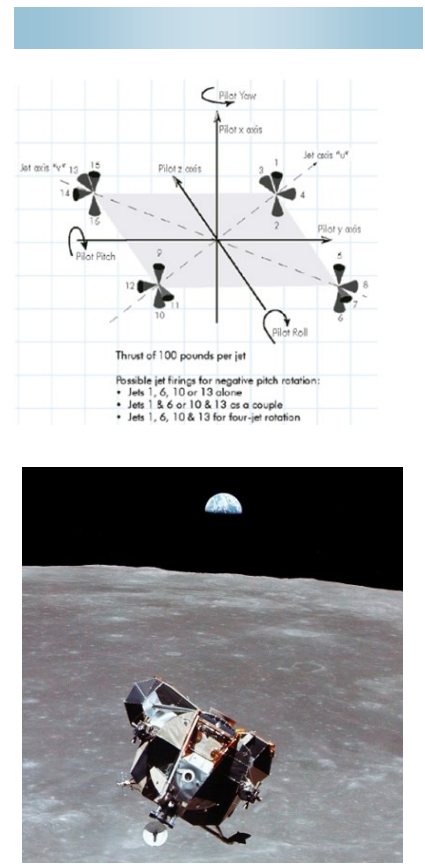 Pilot Yaw
Pilot x axis
Jet axis "v"
13 15
14
16
Pilot z axis
Jet axis "u"
1
3
4
2
Pilot y axis
Pilot Pitch
9
12
11
10
5
8
7
6
Pilot Roll
Thrust of 100 pounds per jet
Possible jet firings for negative pitch rotation:
• Jets 1, 6, 10 or 13 alone
• Jets 1 & 6 or 10 & 13 as a couple
• Jets 1, 6, 10 & 13 for four-jet rotation